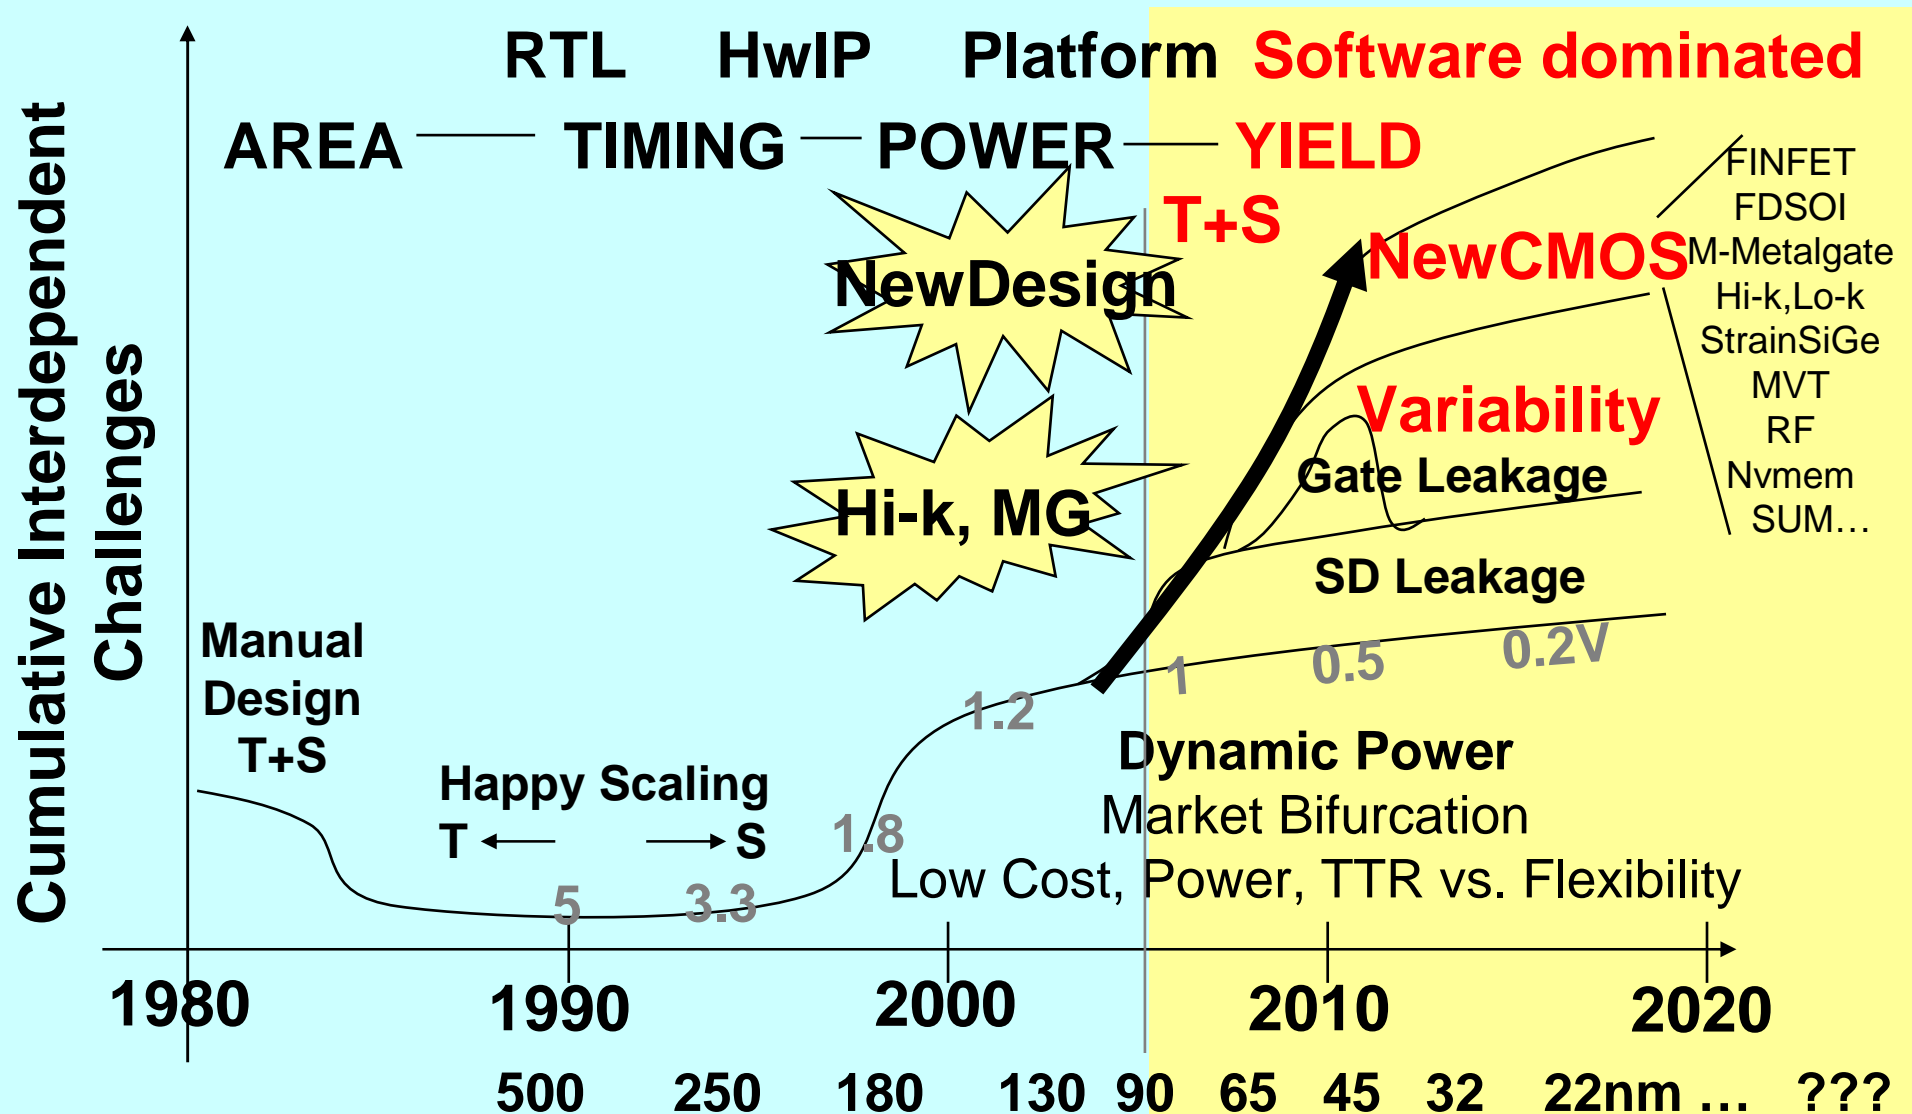 RTL HwIP Platform Software dominated
AREA TIMING POWER YIELD
T+S
Cumulative Interdependent
Challenges
NewDesign
NewCMOS
FINFET
FDSOI
M-Metalgate
Hi-k,Lo-k
StrainSiGe
MVT
RF
Nvmem
SUM…
Hi-k, MG
Variability
Gate Leakage
SD Leakage
Manual
Design
T+S
Happy Scaling
T S
5 3.3 1.8 1.2 1 0.5 0.2V
Dynamic Power
Market Bifurcation
Low Cost, Power, TTR vs. Flexibility
1980 1990 2000 2010 2020
500 250 180 130 90 65 45 32 22nm ... ???